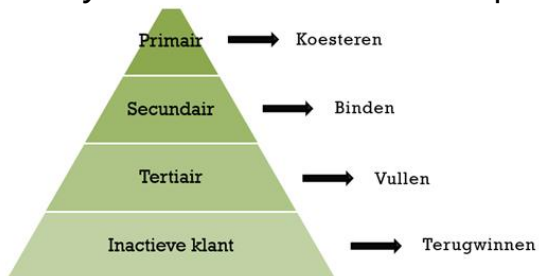 Primair Koesteren
Secundair Binden
Tertiair Vullen
Inactieve klant Terugwinnen